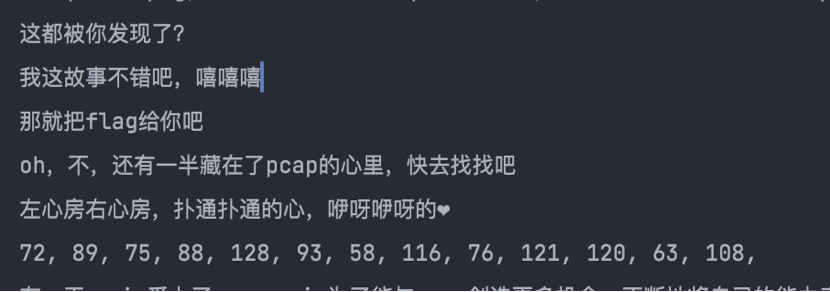 这都被你发现了？
我这故事不错吧，嘻嘻嘻
那就把flag给你吧
oh，不，还有一半藏在了pcap的心里，快去找找吧
左心房右心房，扑通扑通的心，咿呀咿呀的❤
72, 89, 75, 88, 128, 93, 58, 116, 76, 121, 120, 63, 108,